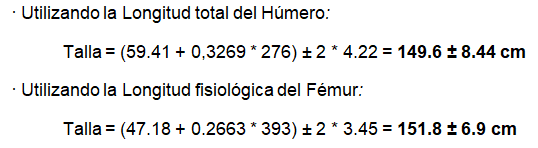 · Utilizando la Longitud total del Húmero:
Talla = (59.41 + 0,3269 * 276) ± 2 * 4.22 = 149.6 ± 8.44 cm
· Utilizando la Longitud fisiológica del Fémur:
Talla = (47.18 + 0.2663 * 393) ± 2 * 3.45 = 151.8 ± 6.9 cm